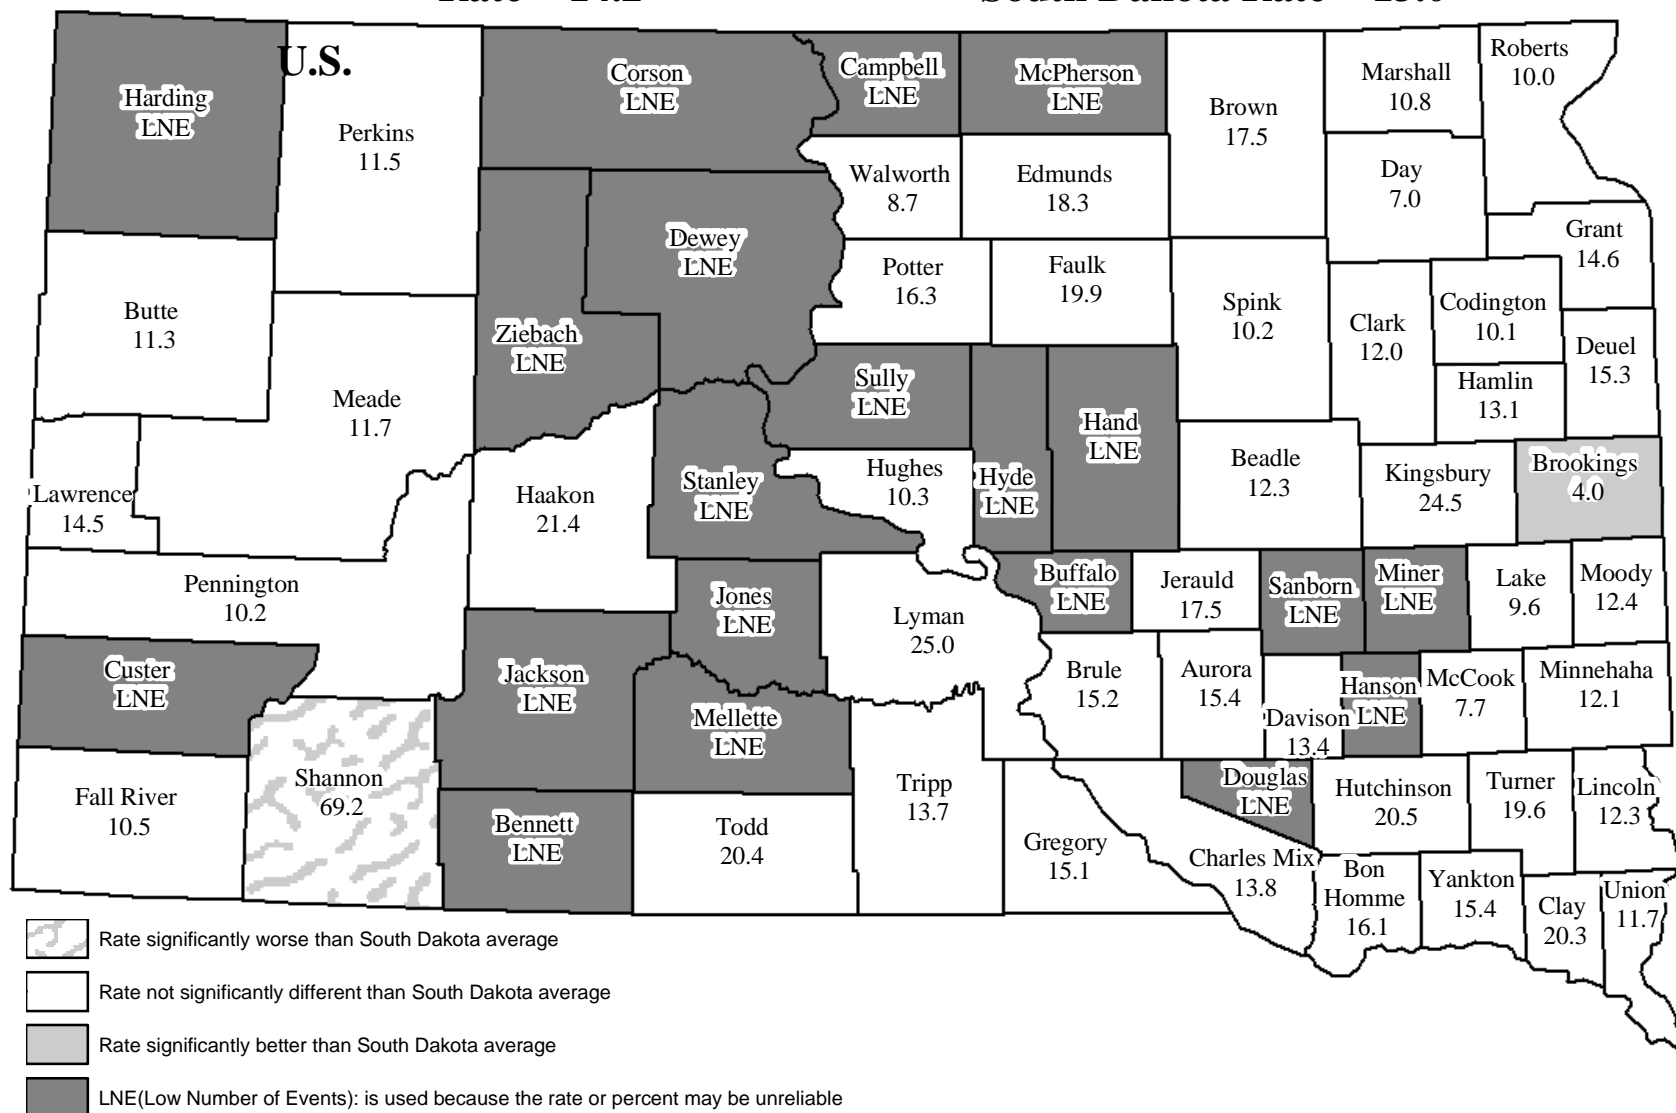 U.S.
Harding
LNE
Perkins
11.5
Corson
LNE
Campbell
LNE
McPherson
LNE
Brown
17.5
Marshall
10.8
Roberts
10.0
Walworth
8.7
Edmunds
18.3
Day
7.0
Dewey
LNE
Grant
14.6
Butte
11.3
Ziebach
LNE
Potter
16.3
Faulk
19.9
Spink
10.2
Clark
12.0
Codington
10.1
Deuel
15.3
Meade
11.7
Sully
LNE
Hand
LNE
Hamlin
13.1
Lawrence
14.5
Haakon
21.4
Stanley
LNE
Hughes
10.3
Hyde
LNE
Beadle
12.3
Kingsbury
24.5
Brookings
4.0
Pennington
10.2
Jones
LNE
Lyman
25.0
Buffalo
LNE
Jerauld
17.5
Sanborn
LNE
Miner
LNE
Lake
9.6
Moody
12.4
Custer
LNE
Jackson
LNE
Mellette
LNE
Brule
15.2
Aurora
15.4
Davison
13.4
Hanson
LNE
McCook
7.7
Minnehaha
12.1
Fall River
10.5
Shannon
69.2
Bennett
LNE
Todd
20.4
Tripp
13.7
Gregory
15.1
Charles Mix
13.8
Douglas
LNE
Hutchinson
20.5
Turner
19.6
Lincoln
12.3
Bon
Homme
16.1
Yankton
15.4
Clay
20.3
Union
11.7
Rate significantly worse than South Dakota average
Rate not significantly different than South Dakota average
Rate significantly better than South Dakota average
LNE(Low Number of Events): is used because the rate or percent may be unreliable